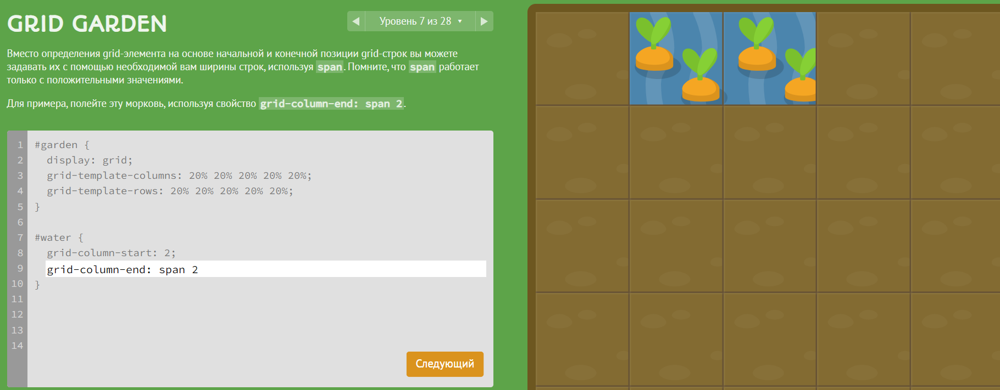 GRID GARDEN
Уровень 7 из 28
Вместо определения grid-элемента на основе начальной и конечной позиции grid-строк вы можете
задавать их с помощью необходимой вам ширины строк, используя span. Помните, что span работает
только с положительными значениями.
Для примера, полейте эту морковь, используя свойство grid-column-end: span 2.
1 #garden {
2 display: grid;
3 grid-template-columns: 20% 20% 20% 20% 20%;
4 grid-template-rows: 20% 20% 20% 20% 20%;
5 }
6
7 #water {
8 grid-column-start: 2;
9 grid-column-end: span 2
10 }
11
12
13
14
Следующий